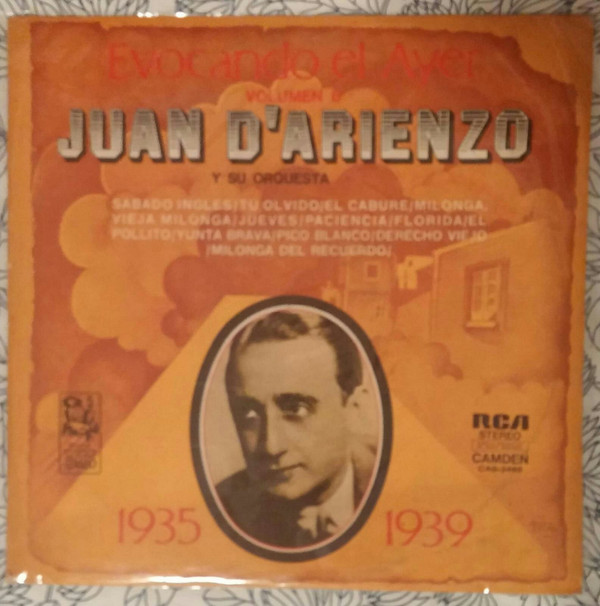 Evocando el Ayer
VOLUMEN 8
JUAN D'ARIENZO
Y SU ORQUESTA
SABADO INGLES/TU OLVIDO/EL CABURE/MILONGA,
VIEJA MILONGA/JUEVES/PACIENCIA/FLORIDA/EL
POLLITO/YUNTA BRAVA/PICO BLANCO/DERECHO VIEJO
/MILONGA DEL RECUERDO/
RCA
STEREO
CAMDEN
1935
1939